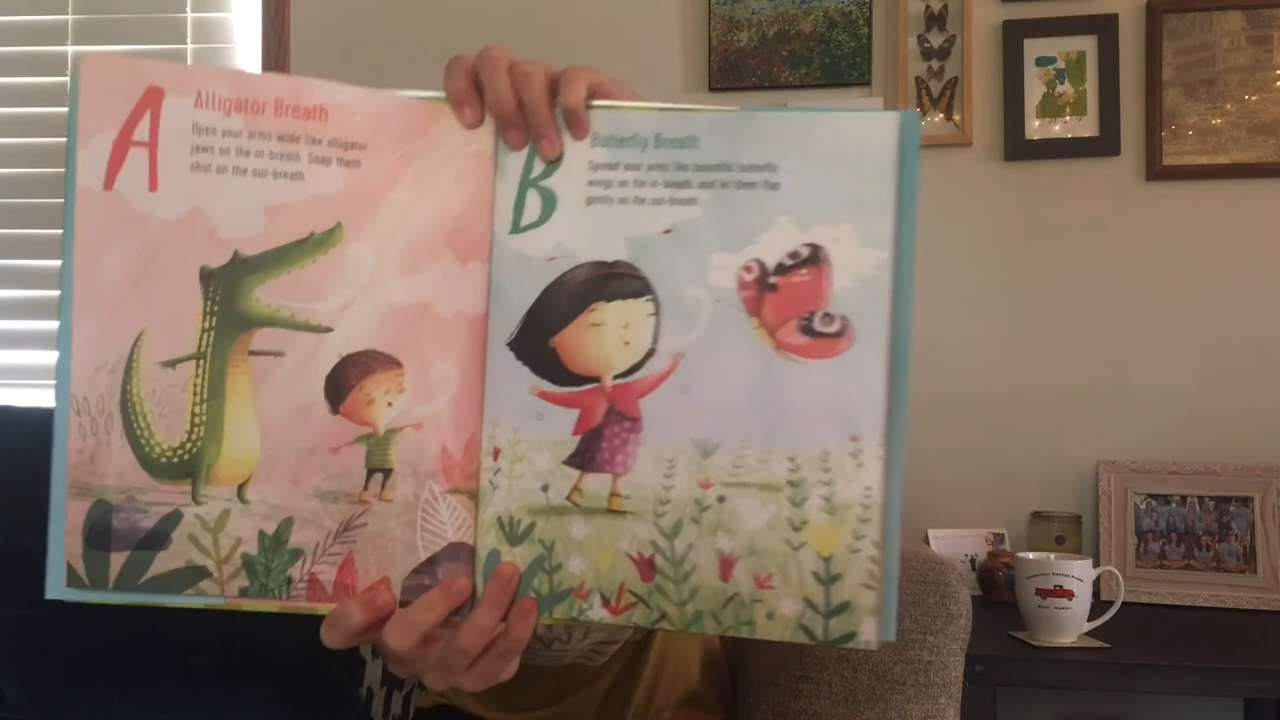 A
Alligator Breath
Open your arms wide like alligator
jaws on the in-breath. Snap them
shut on the out-breath.
B
Butterfly Breath
Spread your arms like beautiful butterfly
wings on the in-breath, and let them flap
gently on the out-breath.